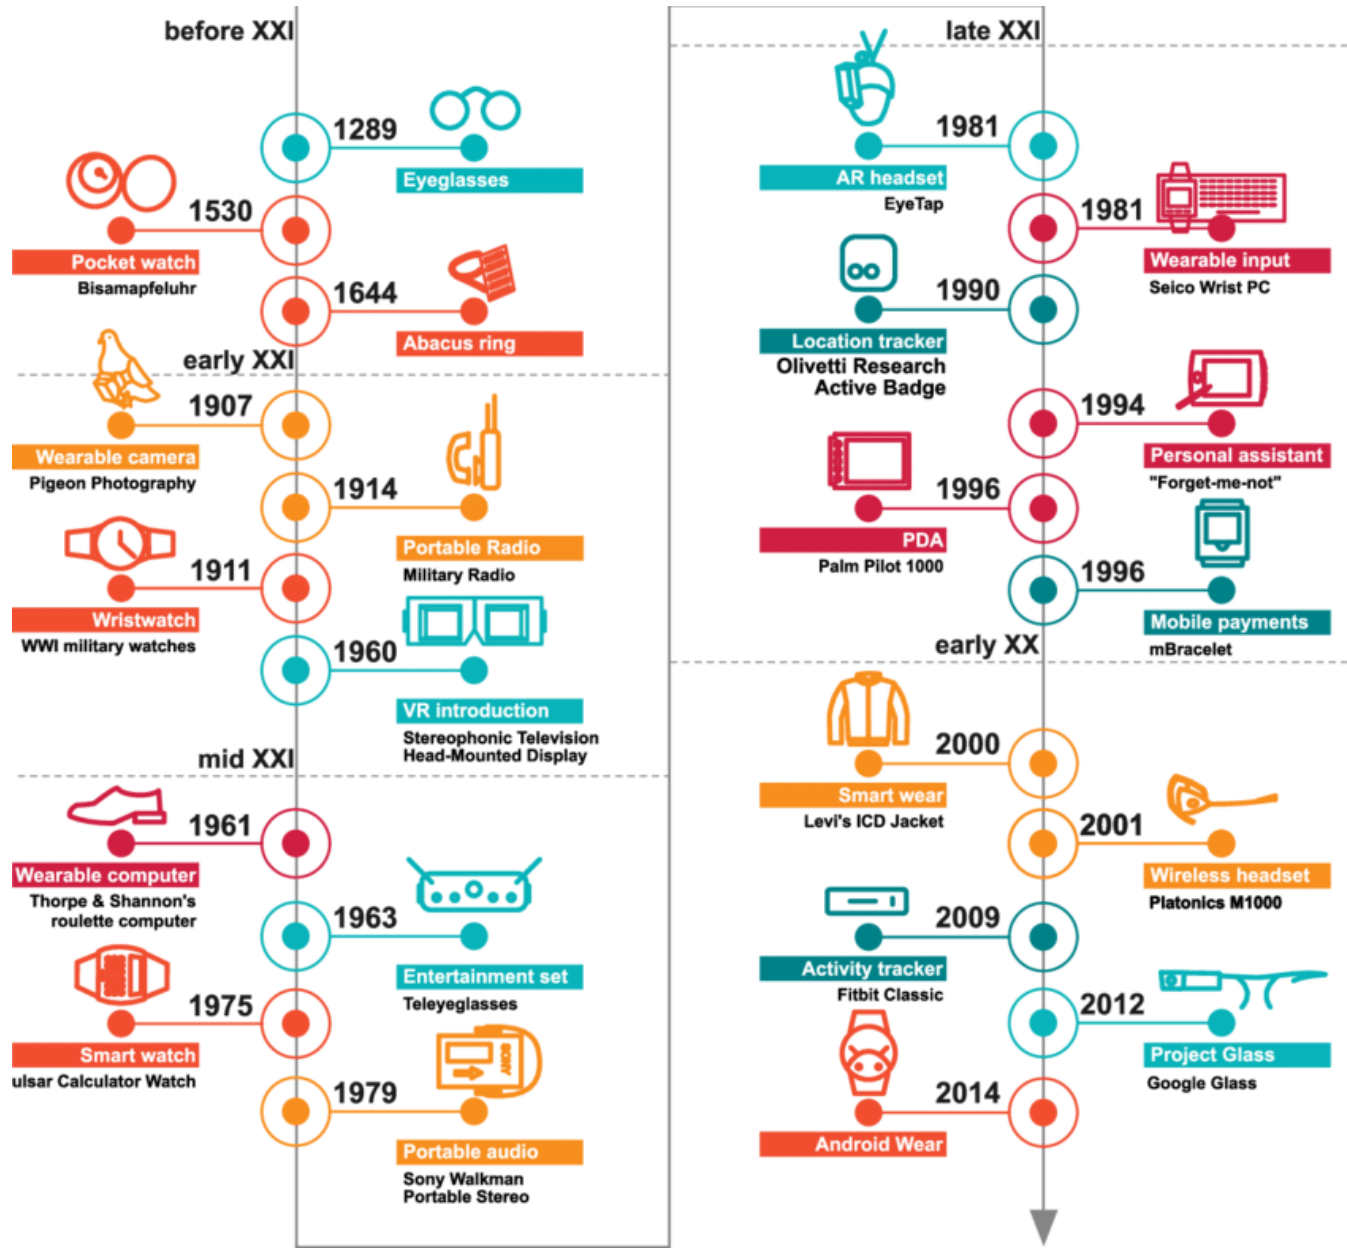 before XXI
1289
Eyeglasses
1530
Pocket watch
Bisamapfeluhr
1644
Abacus ring
early XXI
1907
Wearable camera
Pigeon Photography
1914
Portable Radio
Military Radio
1911
Wristwatch
WWI military watches
1960
VR introduction
Stereophonic Television
Head-Mounted Display
mid XXI
1961
Wearable computer
Thorpe & Shannon's
roulette computer
1963
Entertainment set
Teleyeglasses
1975
Smart watch
ulsar Calculator Watch
1979
SONY
Portable audio
Sony Walkman
Portable Stereo
late XXI
1981
AR headset
EyeTap
1981
Wearable input
Seico Wrist PC
1990
Location tracker
Olivetti Research
Active Badge
1994
Personal assistant
"Forget-me-not"
1996
PDA
Palm Pilot 1000
1996
Mobile payments
mBracelet
early XX
2000
Smart wear
Levi's ICD Jacket
2001
Wireless headset
Platonics M1000
2009
Activity tracker
Fitbit Classic
2012
Project Glass
Google Glass
2014
Android Wear